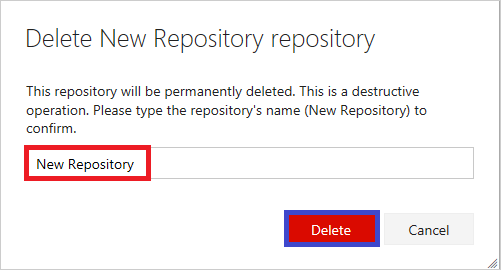 Delete New Repository repository
This repository will be permanently deleted. This is a destructive
operation. Please type the repository's name (New Repository) to
confirm.
New Repository
Delete
Cancel